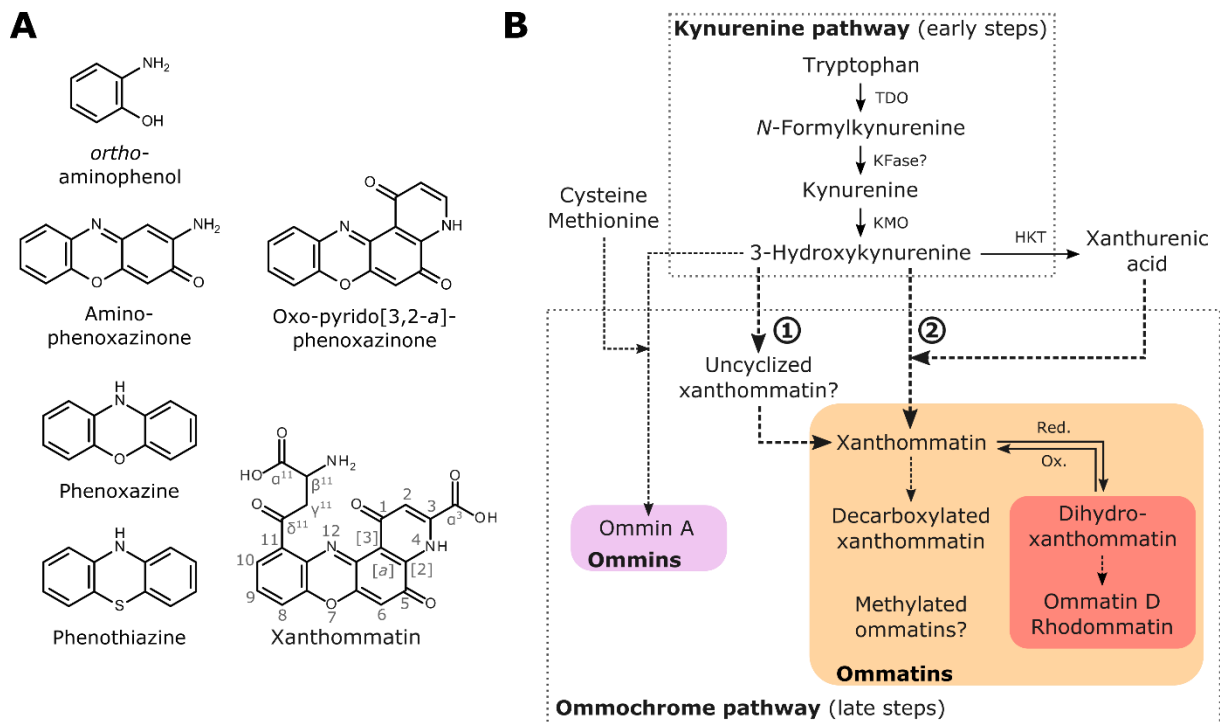 A
NH₂
OH
ortho-
aminophenol
N
NH₂
O
O
Amino-
phenoxazinone
O
N
NH
O
O
Oxo-pyrido[3,2-a]-
phenoxazinone
H
N
O
Phenoxazine
H
N
S
Phenothiazine
O
HO
NH₂
α¹¹
β¹¹
γ¹¹
O
δ¹¹
O
1
2
3
O
OH
α³
11
12
N
[3]
4
NH
10
[a]
[2]
9
8
O
7
6
5
O
Xanthommatin
B
Kynurenine pathway (early steps)
Tryptophan
TDO
N-Formylkynurenine
KFase?
Kynurenine
KMO
3-Hydroxykynurenine
HKT
Xanthurenic
acid
Cysteine
Methionine
1
2
Uncyclized
xanthommatin?
Xanthommatin
Red.
Ox.
Decarboxylated
xanthommatin
Dihydro-
xanthommatin
Ommin A
Ommins
Methylated
ommatins?
Ommatin D
Rhodommatin
Ommatins
Ommochrome pathway (late steps)